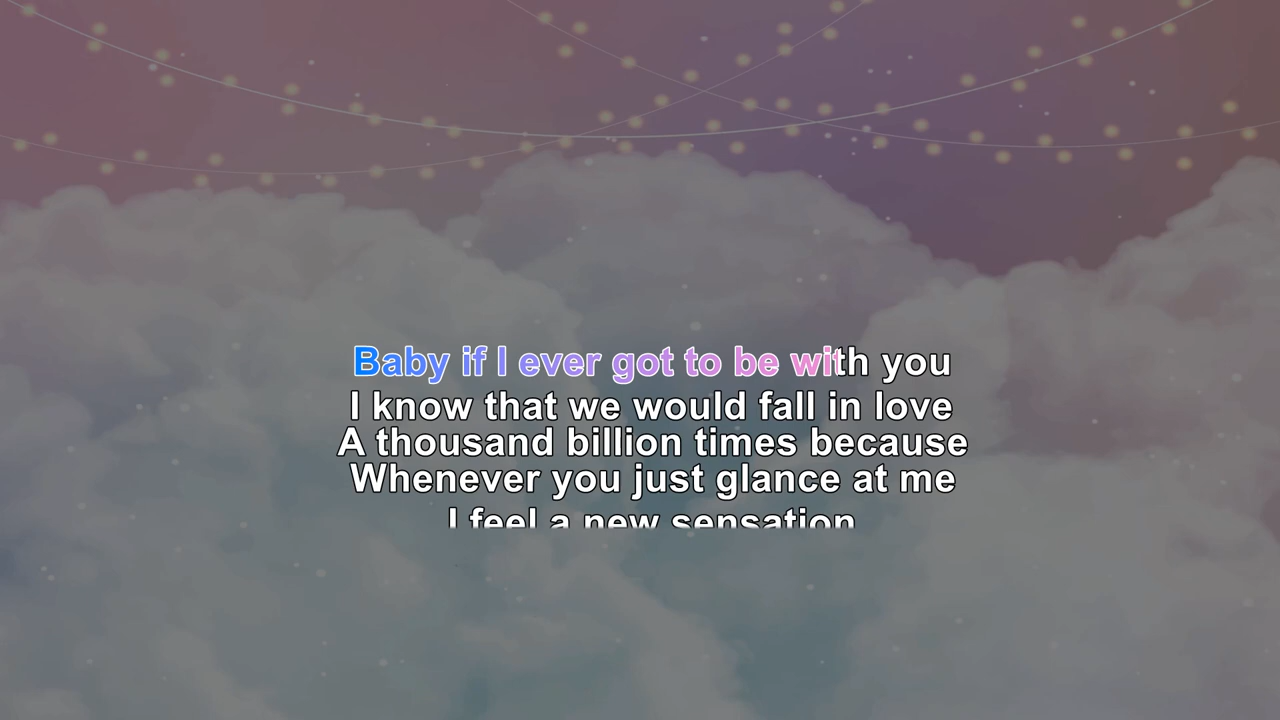 Baby if I ever got to be with you
I know that we would fall in love
A thousand billion times because
Whenever you just glance at me
I feel a new sensation